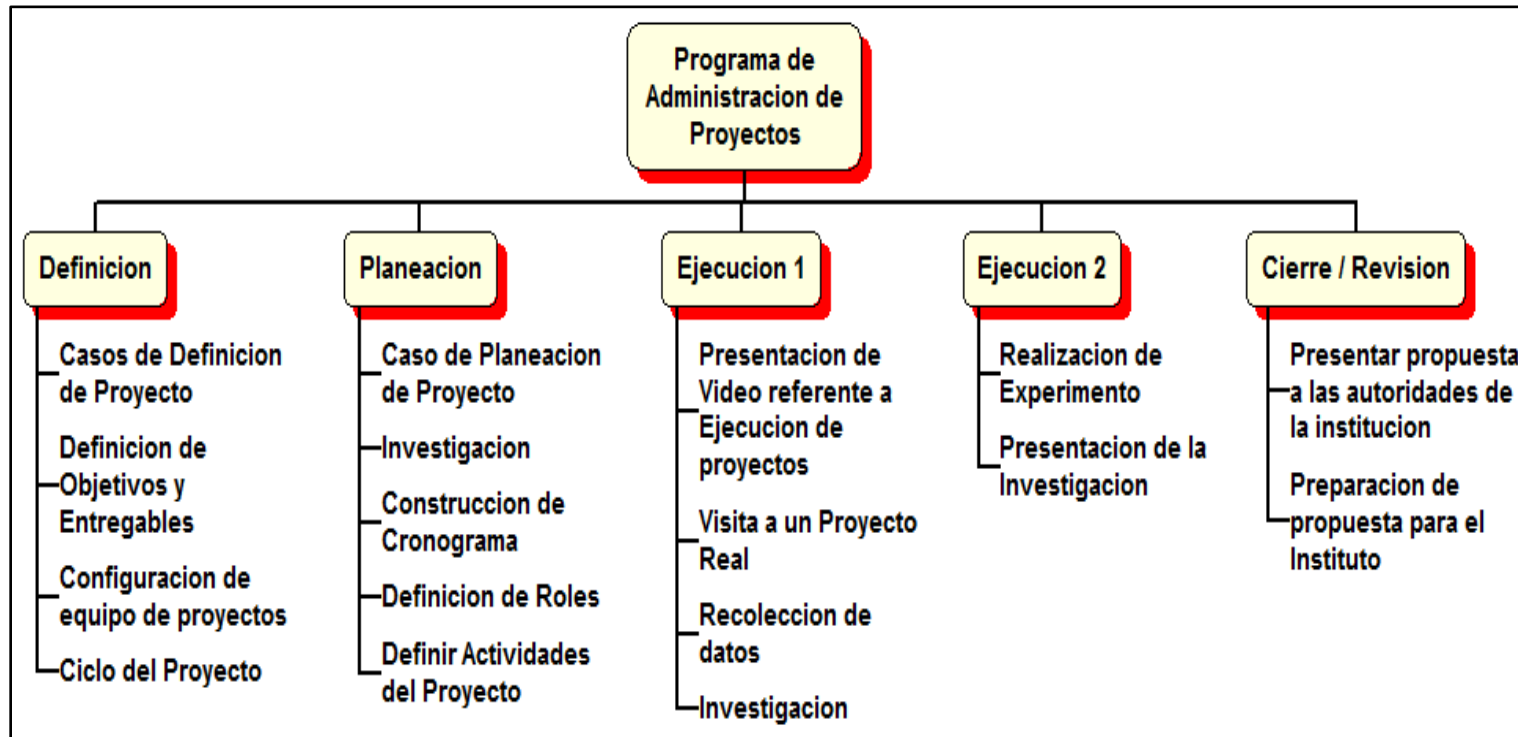 Programa de
Administracion de
Proyectos
Definicion
Casos de Definicion
de Proyecto
Definicion de
Objetivos y
Entregables
Configuracion de
equipo de proyectos
Ciclo del Proyecto
Planeacion
Caso de Planeacion
de Proyecto
Investigacion
Construccion de
Cronograma
Definicion de Roles
Definir Actividades
del Proyecto
Ejecucion 1
Presentacion de
Video referente a
Ejecucion de
proyectos
Visita a un Proyecto
Real
Recoleccion de
datos
Investigacion
Ejecucion 2
Realizacion de
Experimento
Presentacion de la
Investigacion
Cierre / Revision
Presentar propuesta
a las autoridades de
la institucion
Preparacion de
propuesta para el
Instituto